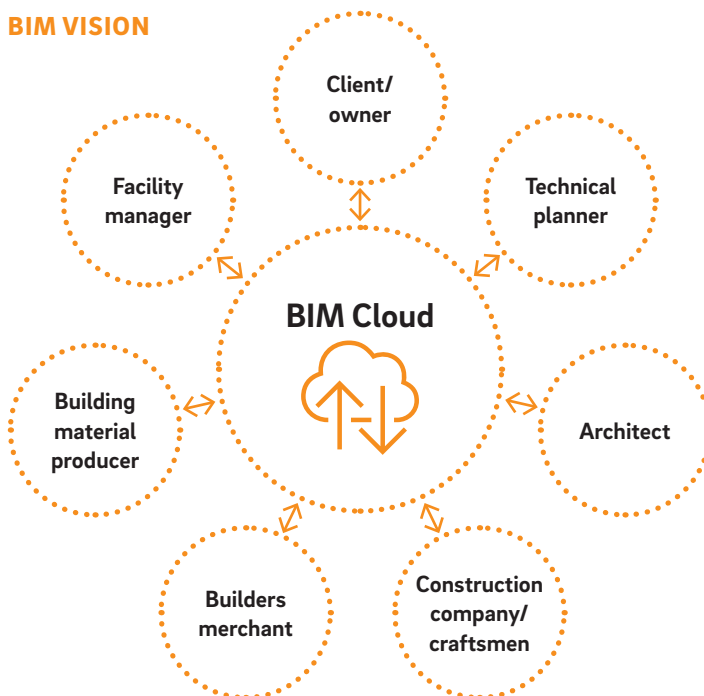 BIM VISION
Client/
owner
Technical
planner
Architect
Construction
company/
craftsmen
Builders
merchant
Building
material
producer
Facility
manager
BIM Cloud